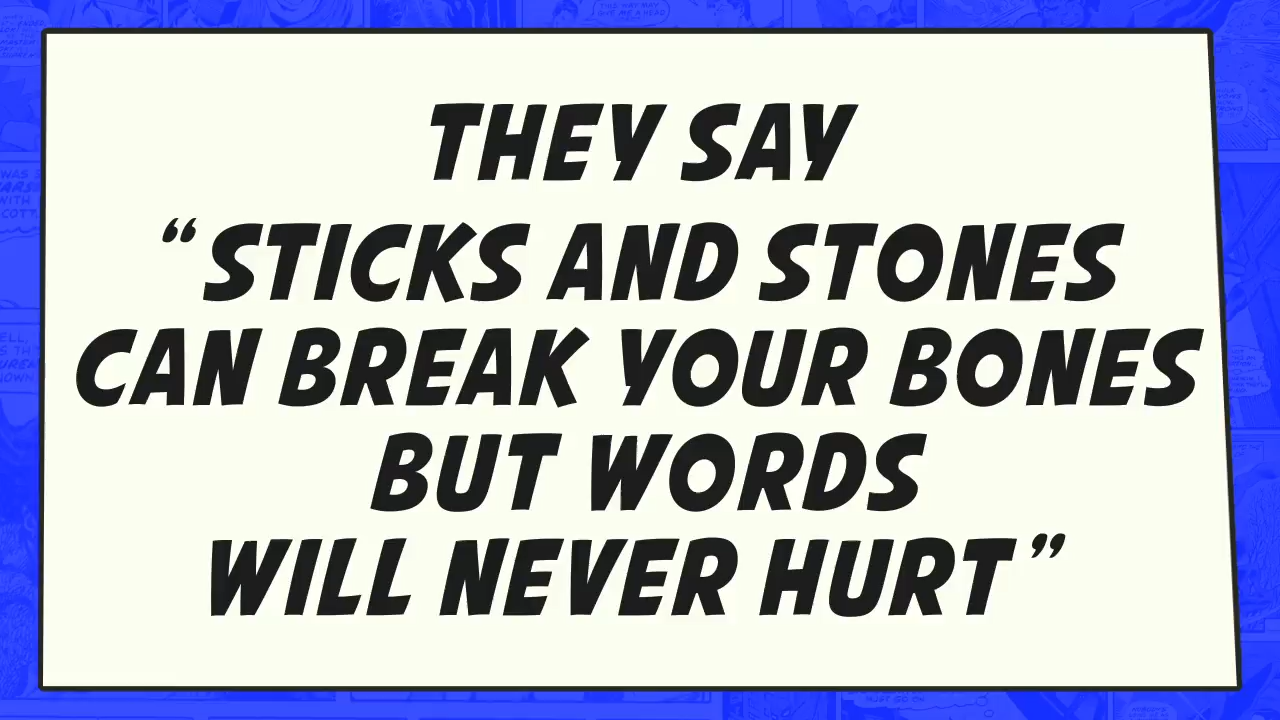 THEY SAY
“STICKS AND STONES
CAN BREAK YOUR BONES
BUT WORDS
WILL NEVER HURT”